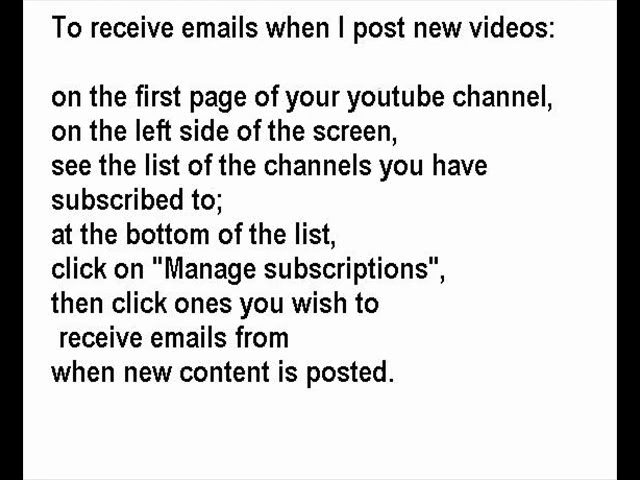 To receive emails when I post new videos:
on the first page of your youtube channel,
on the left side of the screen,
see the list of the channels you have
subscribed to;
at the bottom of the list,
click on "Manage subscriptions",
then click ones you wish to
receive emails from
when new content is posted.